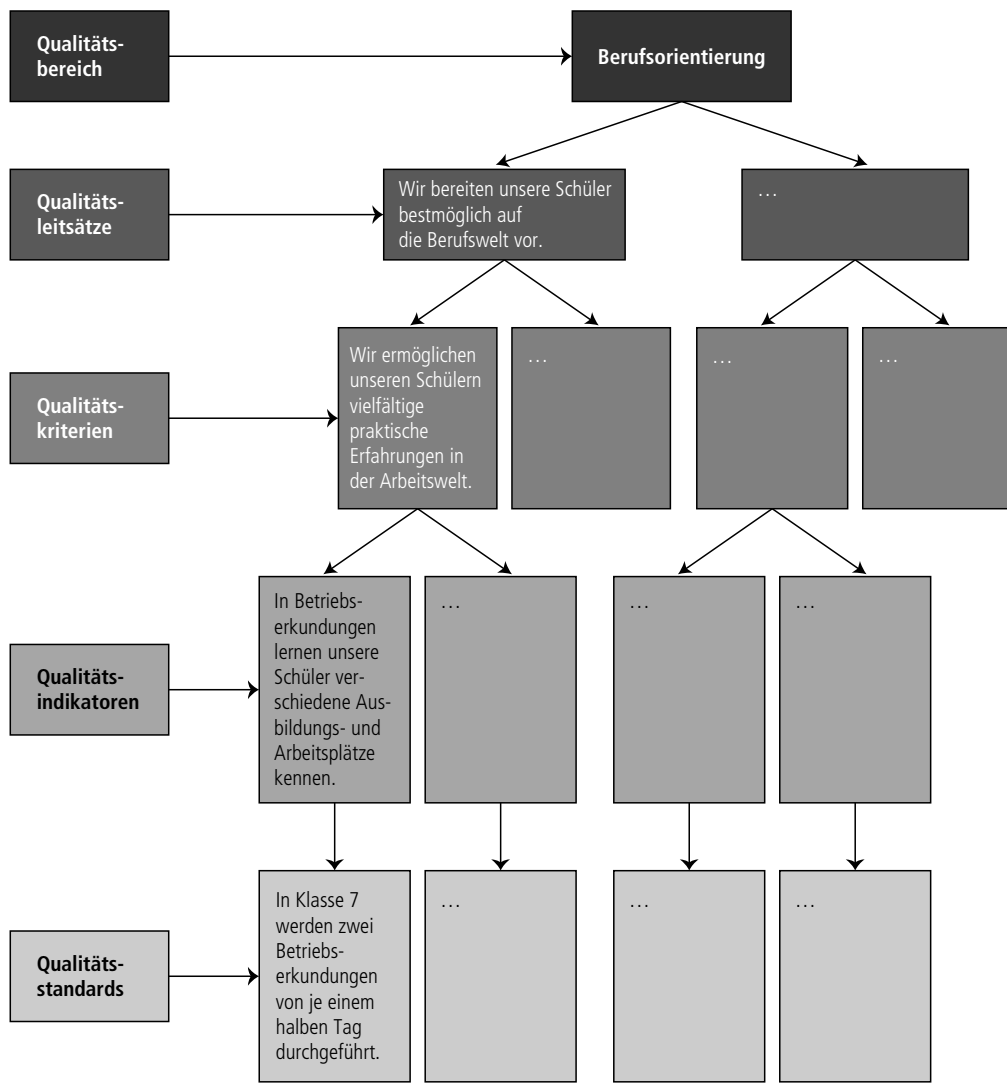 Qualitäts-
bereich
Berufsorientierung
Qualitäts-
leitsätze
Wir bereiten unsere Schüler
bestmöglich auf
die Berufswelt vor.
…
Qualitäts-
kriterien
Wir ermöglichen
unseren Schülern
vielfältige
praktische
Erfahrungen in
der Arbeitswelt.
…
…
…
Qualitäts-
indikatoren
In Betriebs-
erkundungen
lernen unsere
Schüler ver-
schiedene Aus-
bildungs- und
Arbeitsplätze
kennen.
…
…
…
Qualitäts-
standards
In Klasse 7
werden zwei
Betriebs-
erkundungen
von je einem
halben Tag
durchgeführt.
…
…
…